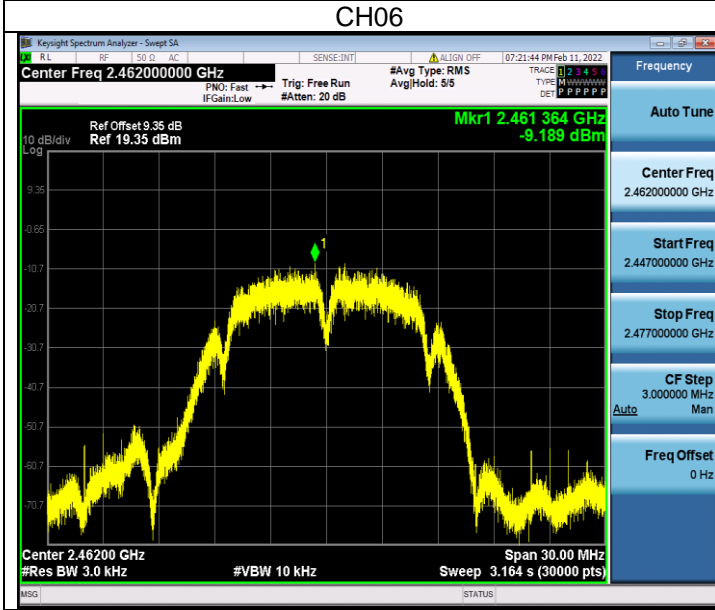 CH06
Keysight Spectrum Analyzer - Swept SA
RL RF 50 Ω AC SENSE:INT ALIGN OFF 07:21:44 PM Feb 11, 2022
Center Freq 2.462000000 GHz
PNO: Fast
IFGain:Low
Trig: Free Run
#Atten: 20 dB
#Avg Type: RMS
Avg|Hold: 5/5
TRACE 1 2 3 4 5 6
TYPE M WWWWW
DET P P P P P P
Ref Offset 9.35 dB
10 dB/div Ref 19.35 dBm
Log
Mkr1 2.461 364 GHz
-9.189 dBm
9.35
-0.65
-10.7
-20.7
-30.7
-40.7
-50.7
-60.7
-70.7
1
Center 2.46200 GHz Span 30.00 MHz
#Res BW 3.0 kHz #VBW 10 kHz Sweep 3.164 s (30000 pts)
MSG STATUS
Frequency
Auto Tune
Center Freq
2.462000000 GHz
Start Freq
2.447000000 GHz
Stop Freq
2.477000000 GHz
CF Step
3.000000 MHz
Auto Man
Freq Offset
0 Hz